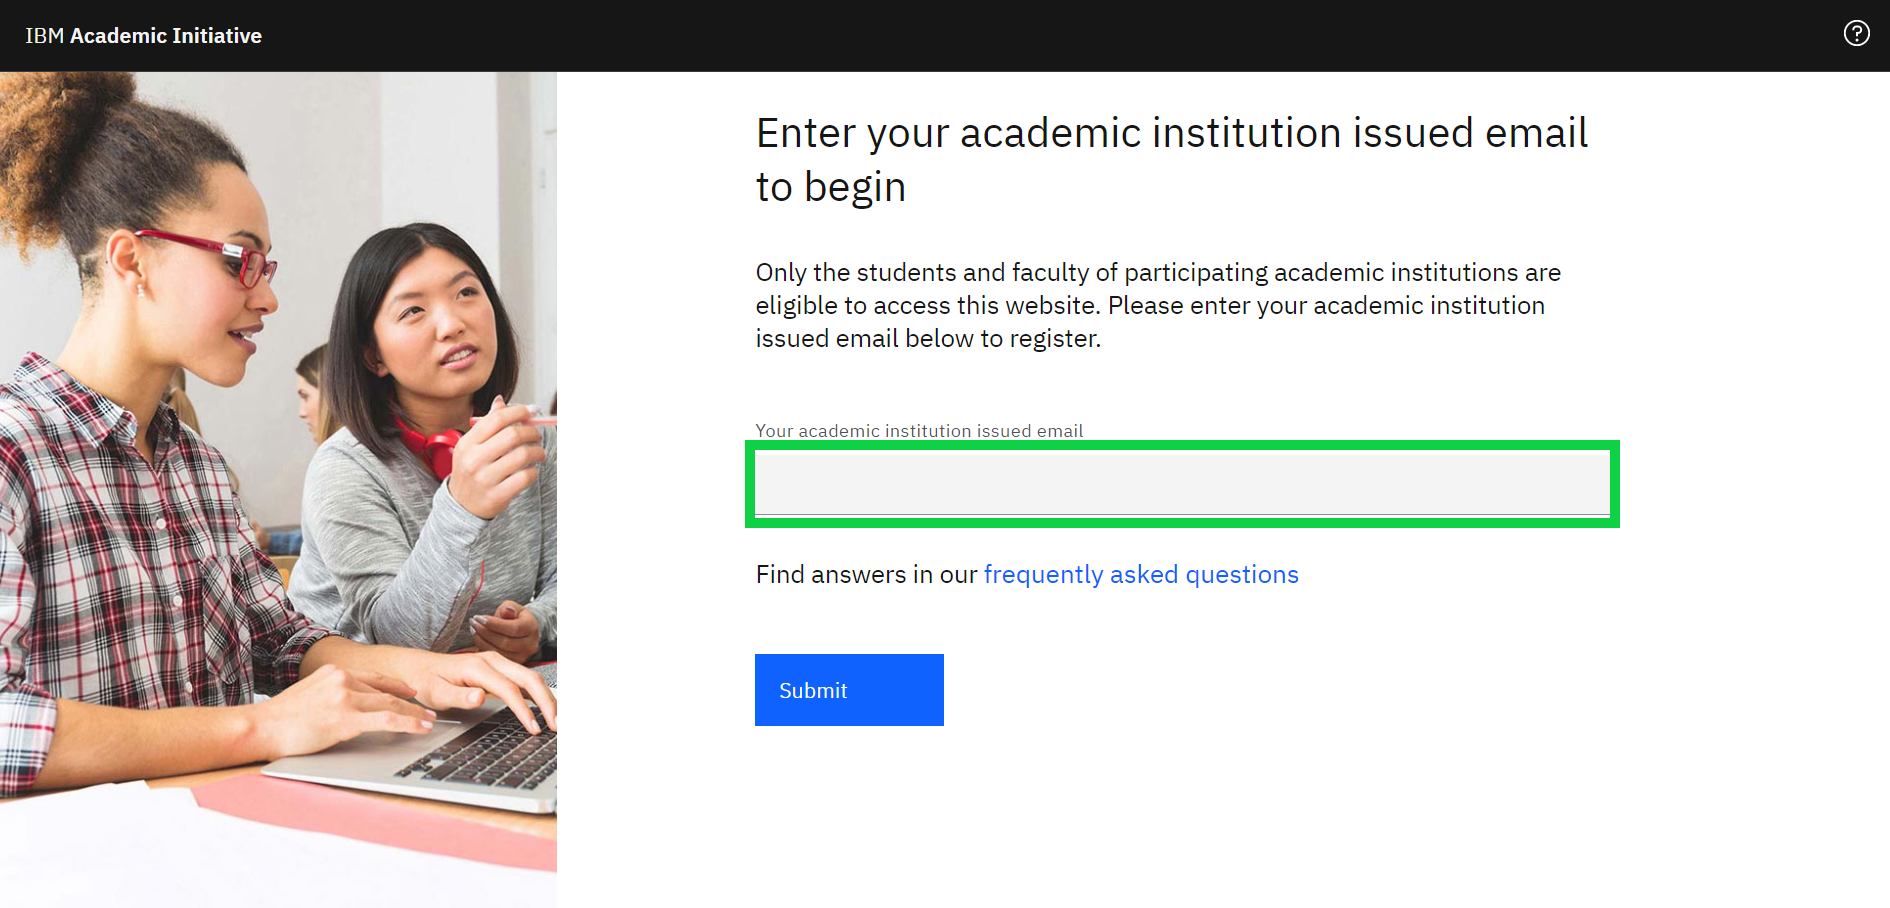 IBM Academic Initiative
Enter your academic institution issued email
to begin
Only the students and faculty of participating academic institutions are
eligible to access this website. Please enter your academic institution
issued email below to register.
Your academic institution issued email
Find answers in our frequently asked questions
Submit